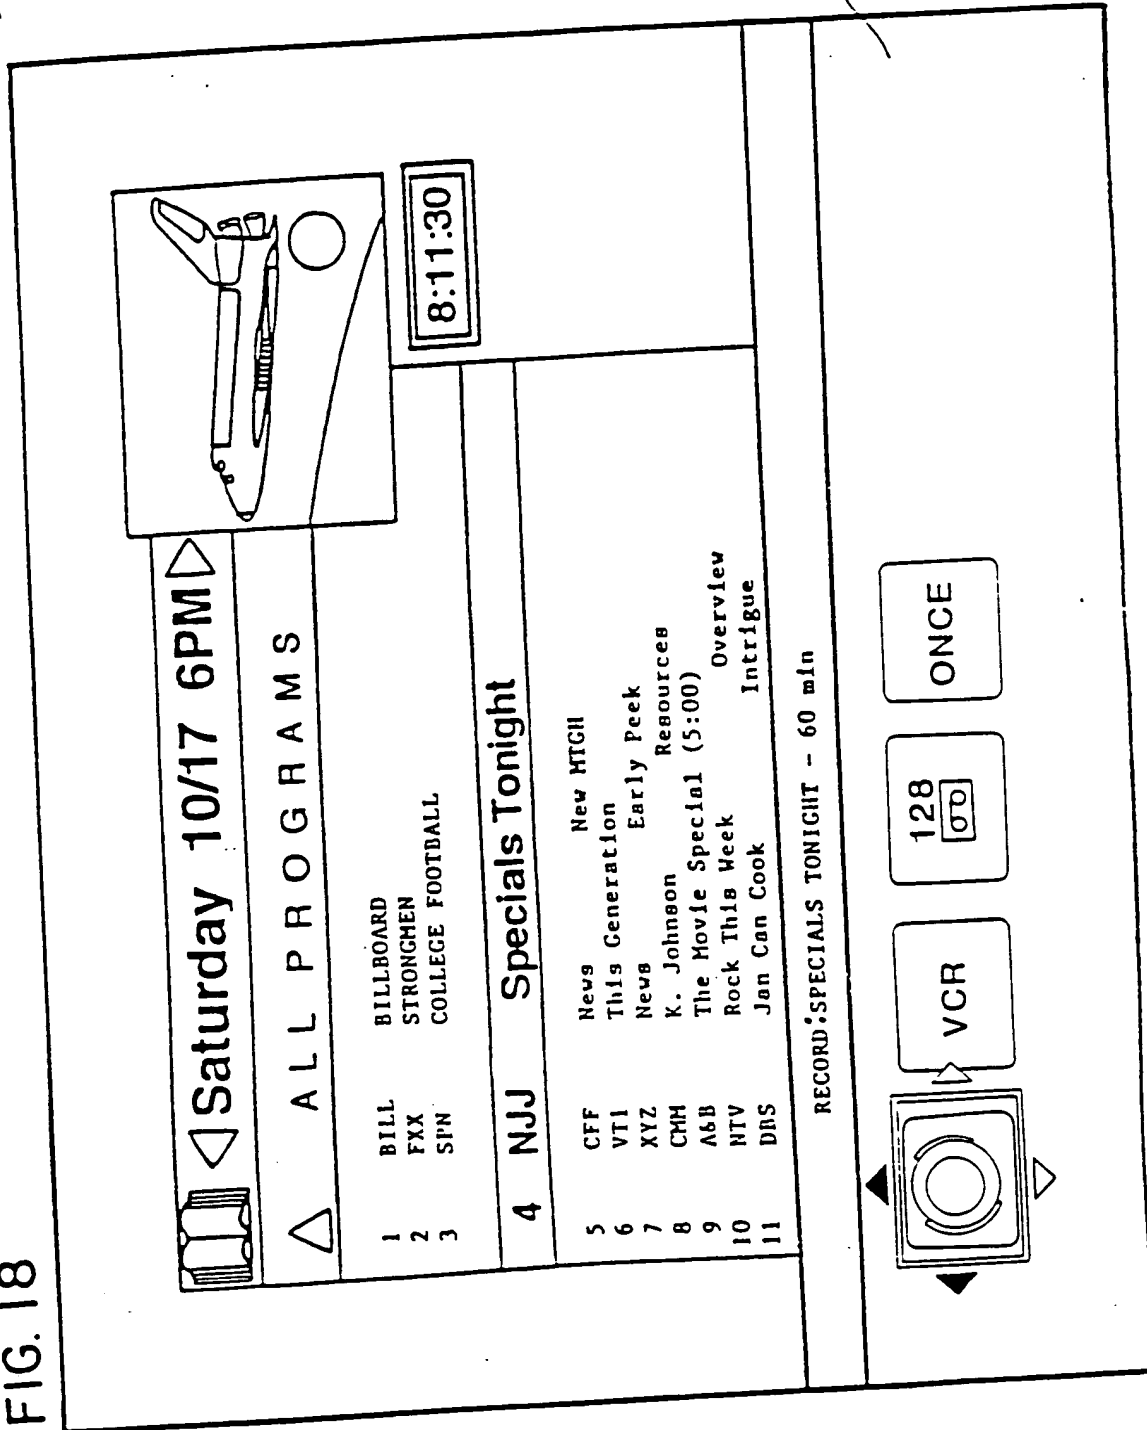 FIG. 18
Saturday 10/17 6PM
ALL PROGRAMS
8:11:30
1 BILL BILLBOARD
2 FXX STRONGMEN
3 SPN COLLEGE FOOTBALL
4 NJJ Specials Tonight
5 CFF News New MTGH
6 VT1 This Generation
7 XYZ News Early Peek
8 CMM K. Johnson Resources
9 A&B The Movie Special (5:00)
10 NTV Rock This Week Overview
11 DBS Jan Can Cook Intrigue
RECORD:SPECIALS TONIGHT - 60 min
VCR
128
ONCE